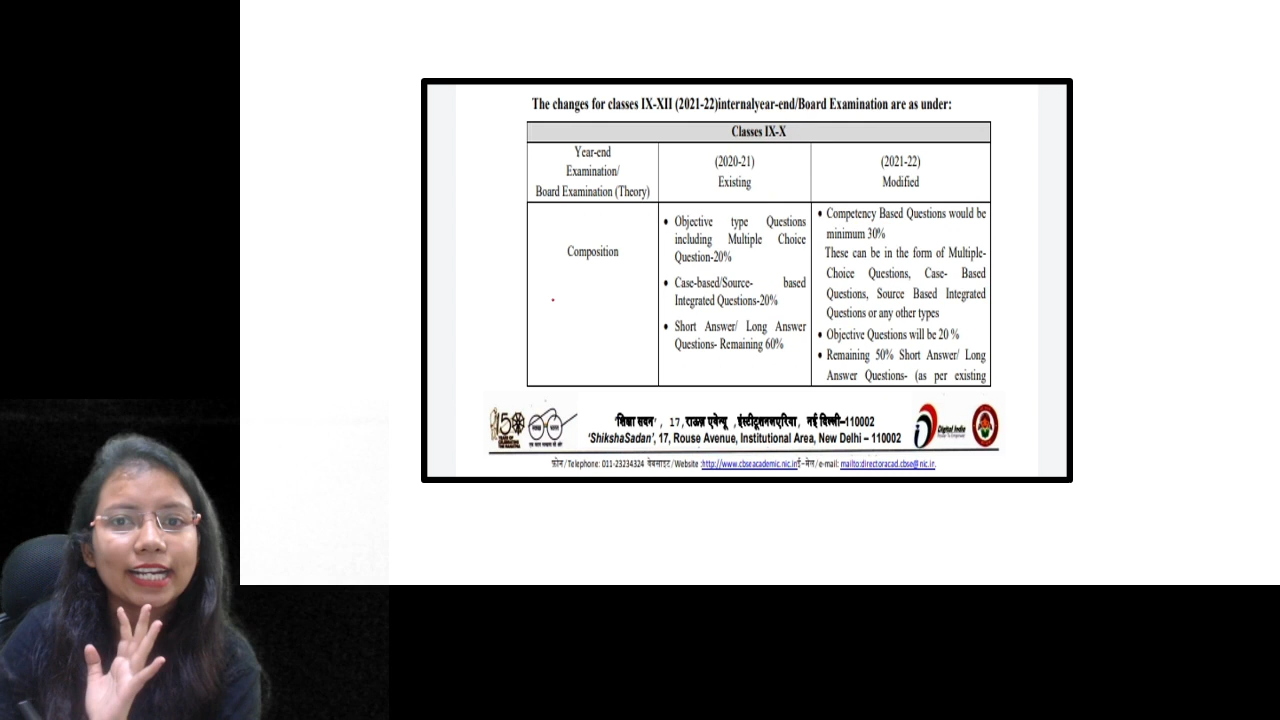 The changes for classes IX-XII (2021-22)internalyear-end/Board Examination are as under:
Classes IX-X
Year-end
Examination/
Board Examination (Theory)
(2020-21)
Existing
(2021-22)
Modified
Composition
• Objective type Questions
including Multiple Choice
Question-20%
• Case-based/Source- based
Integrated Questions-20%
• Short Answer/ Long Answer
Questions- Remaining 60%
• Competency Based Questions would be
minimum 30%
These can be in the form of Multiple-
Choice Questions, Case- Based
Questions, Source Based Integrated
Questions or any other types
• Objective Questions will be 20 %
• Remaining 50% Short Answer/ Long
Answer Questions- (as per existing
'शिक्षा सदन' , 17,राऊज़ एवेन्यू ,इंस्टीटूशनलएरिया, नई दिल्ली–110002
'ShikshaSadan', 17, Rouse Avenue, Institutional Area, New Delhi – 110002
फ़ोन/Telephone: 011-23234324 वेबसाइट/Website :http://www.cbseacademic.nic.inई-मेल/e-mail: mailto:directoracad.cbse@nic.in.
Digital India